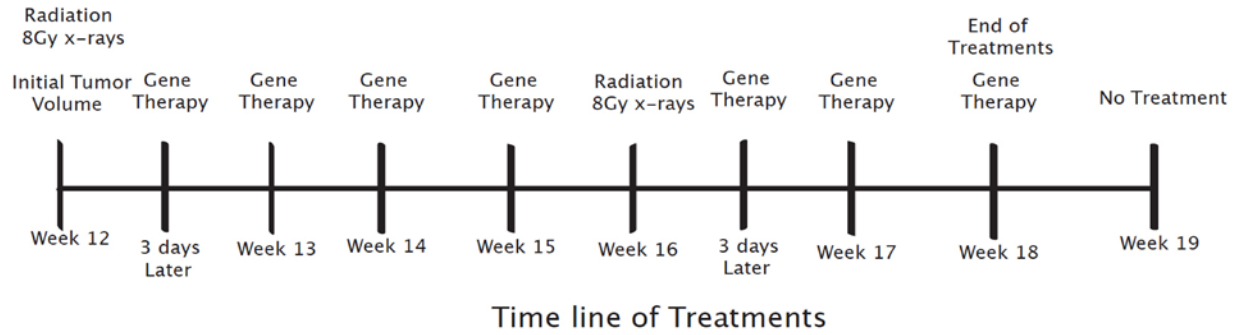 Radiation
8Gy x-rays
Initial Tumor
Volume
Gene
Therapy
Gene
Therapy
Gene
Therapy
Gene
Therapy
Radiation
8Gy x-rays
Gene
Therapy
Gene
Therapy
End of
Treatments
Gene
Therapy
No Treatment
Week 12
3 days
Later
Week 13
Week 14
Week 15
Week 16
3 days
Later
Week 17
Week 18
Week 19
Time line of Treatments